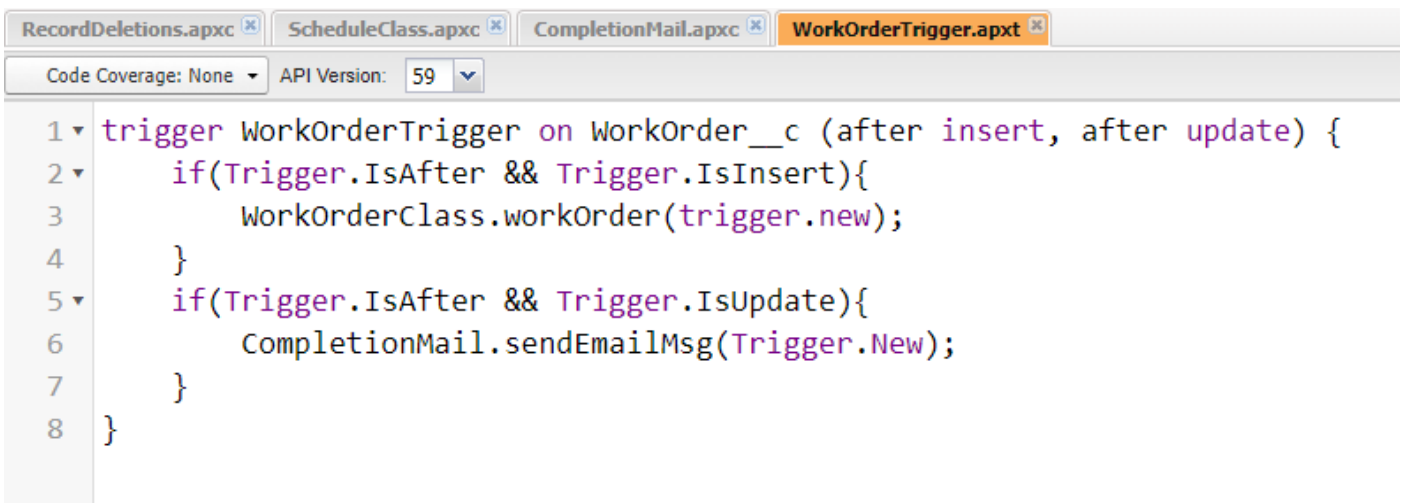 RecordDeletions.apxc ScheduleClass.apxc CompletionMail.apxc WorkOrderTrigger.apxt
Code Coverage: None API Version: 59
1 trigger WorkOrderTrigger on WorkOrder__c (after insert, after update) {
2 if(Trigger.IsAfter && Trigger.IsInsert){
3 WorkOrderClass.workOrder(trigger.new);
4 }
5 if(Trigger.IsAfter && Trigger.IsUpdate){
6 CompletionMail.sendEmailMsg(Trigger.New);
7 }
8 }